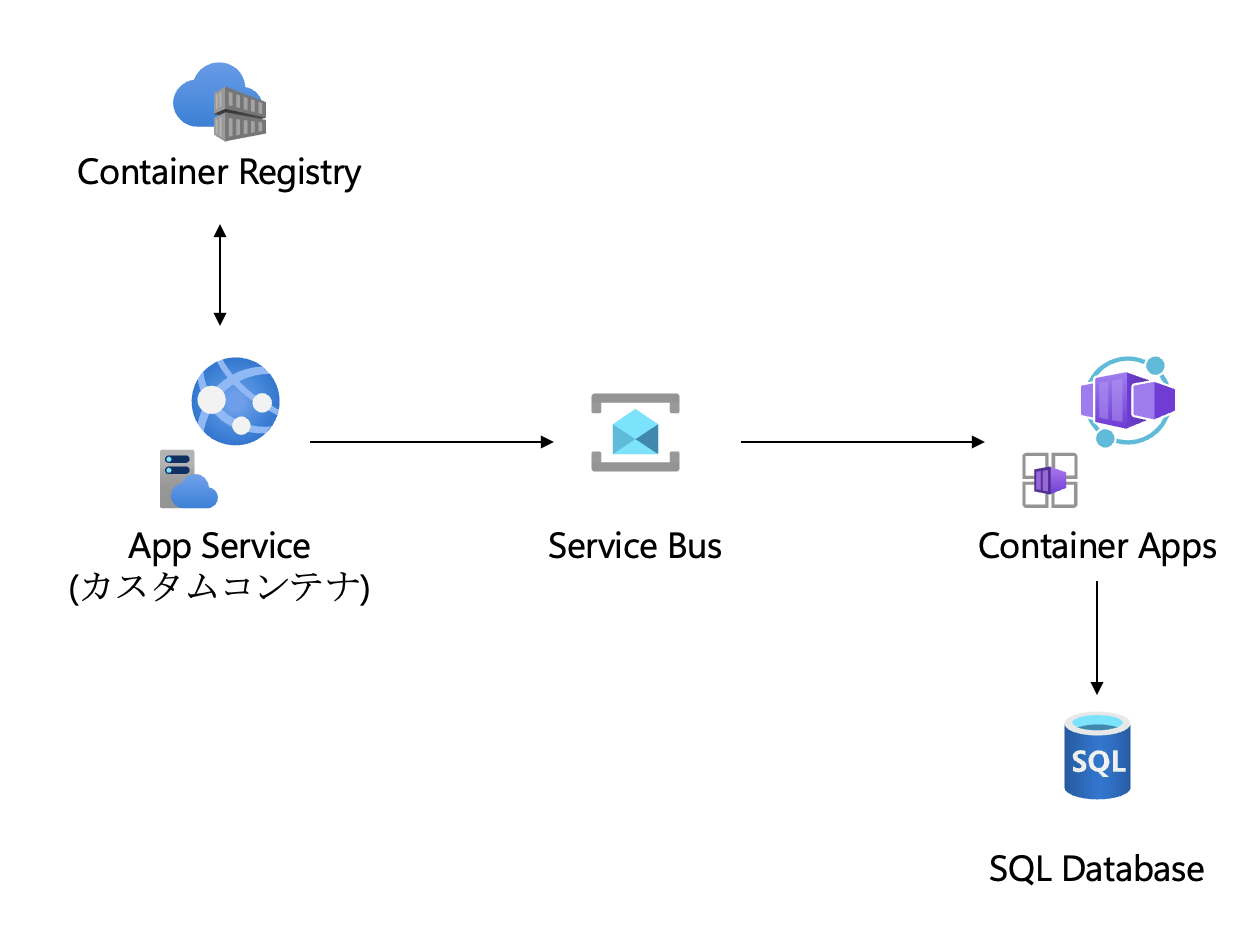 Container Registry
App Service
(カスタムコンテナ)
Service Bus
Container Apps
SQL
SQL Database